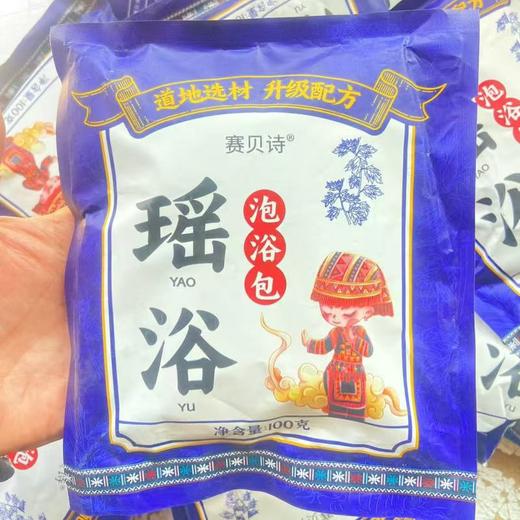 道地选材 升级配方
赛贝诗®
瑶
YAO
浴
YU
泡浴包
净含量:100克